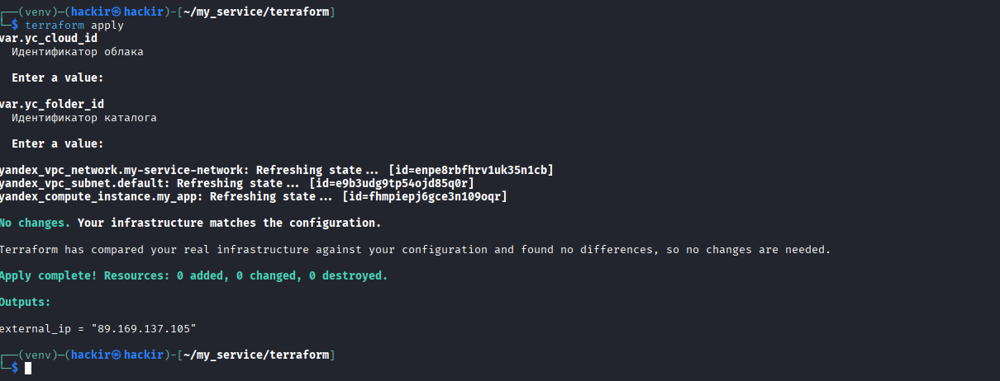 ┌──(venv)─(hackir㉿hackir)-[~/my_service/terraform]
└─$ terraform apply
var.yc_cloud_id
  Идентификатор облака
  Enter a value:
var.yc_folder_id
  Идентификатор каталога
  Enter a value:
yandex_vpc_network.my-service-network: Refreshing state... [id=enpe8rbfhrv1uk35n1cb]
yandex_vpc_subnet.default: Refreshing state... [id=e9b3udg9tp54ojd85q0r]
yandex_compute_instance.my_app: Refreshing state... [id=fhmpiepj6gce3n109oqr]
No changes. Your infrastructure matches the configuration.
Terraform has compared your real infrastructure against your configuration and found no differences, so no changes are needed.
Apply complete! Resources: 0 added, 0 changed, 0 destroyed.
Outputs:
external_ip = "89.169.137.105"
┌──(venv)─(hackir㉿hackir)-[~/my_service/terraform]
└─$